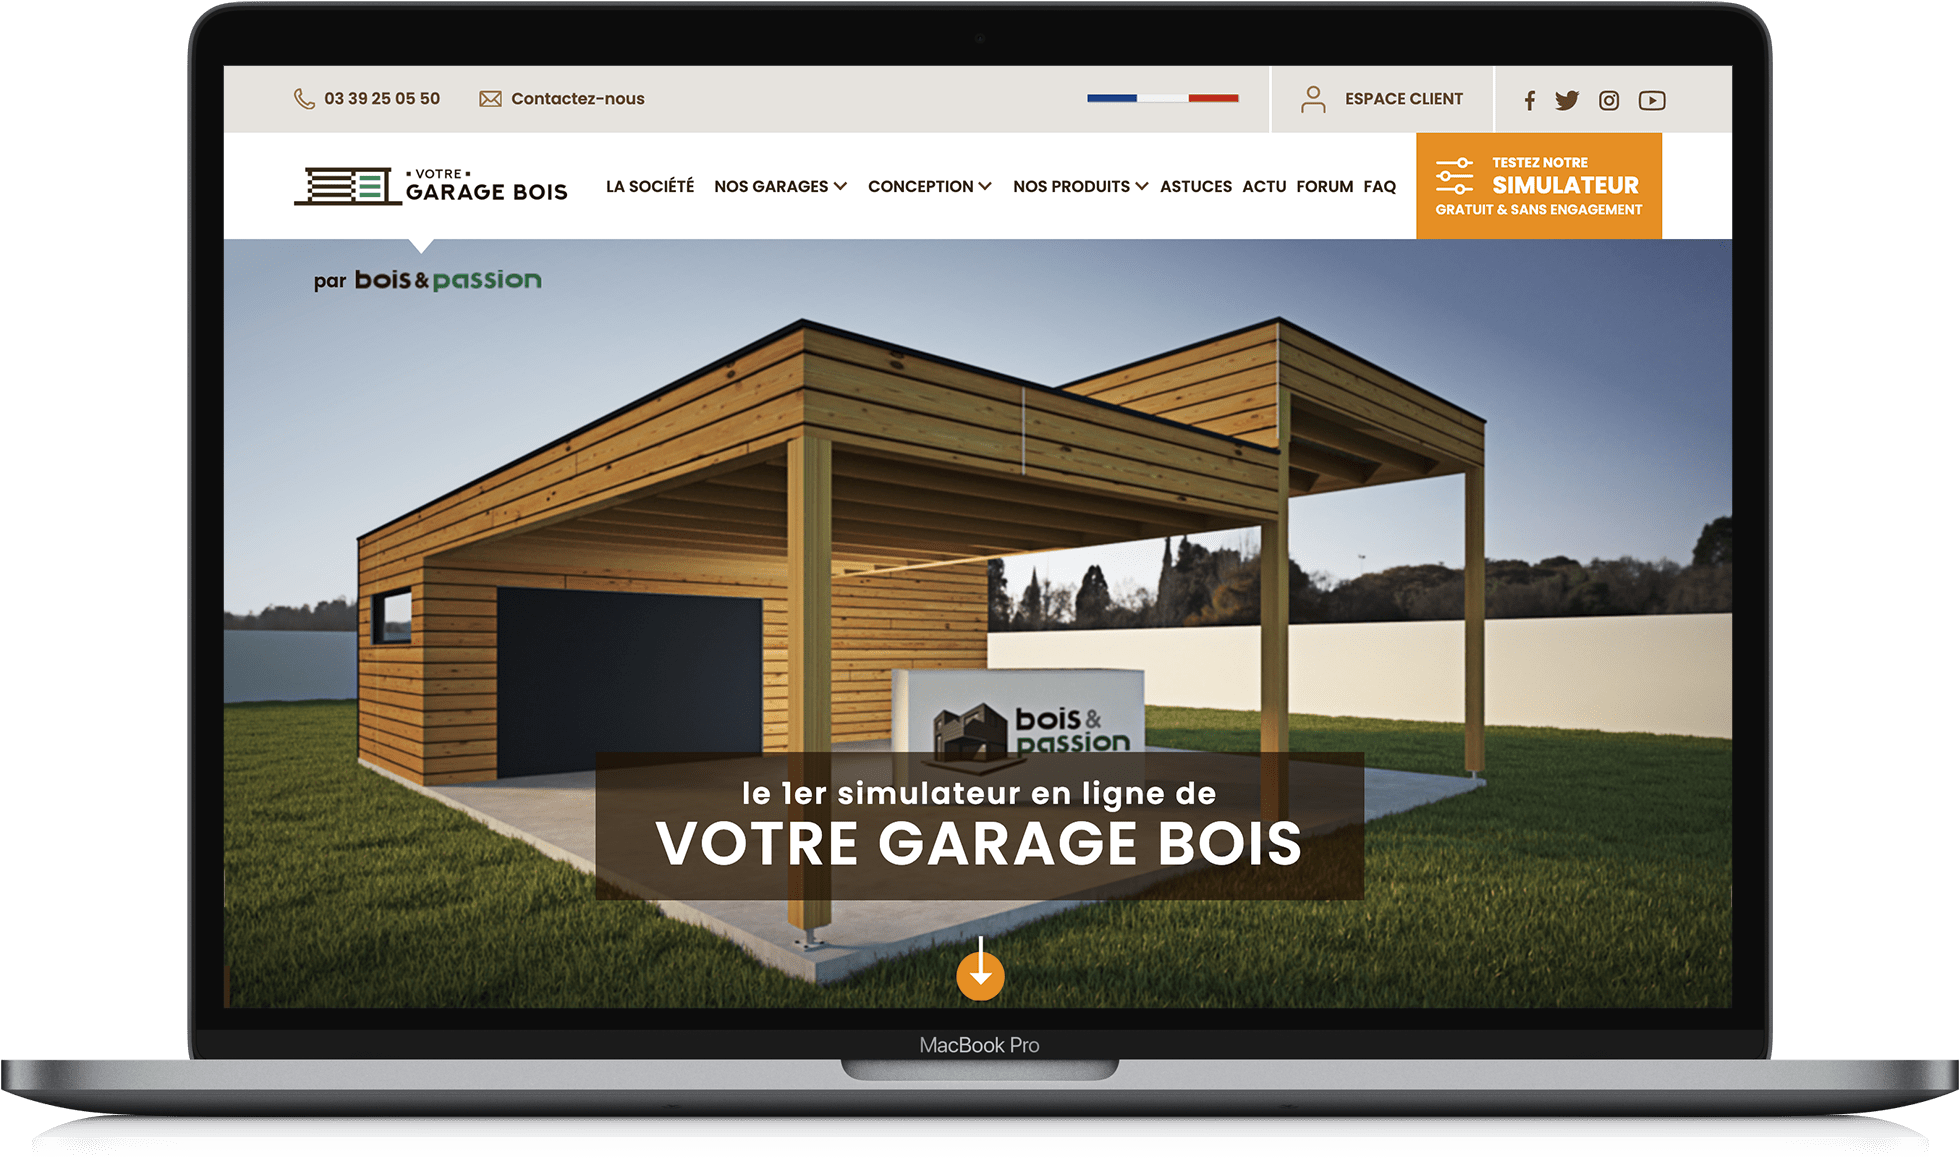 03 39 25 05 50
Contactez-nous
ESPACE CLIENT
VOTRE
GARAGE BOIS
LA SOCIÉTÉ
NOS GARAGES
CONCEPTION
NOS PRODUITS
ASTUCES
ACTU
FORUM
FAQ
TESTEZ NOTRE
SIMULATEUR
GRATUIT & SANS ENGAGEMENT
par bois&passion
bois &
passion
le 1er simulateur en ligne de
VOTRE GARAGE BOIS
MacBook Pro